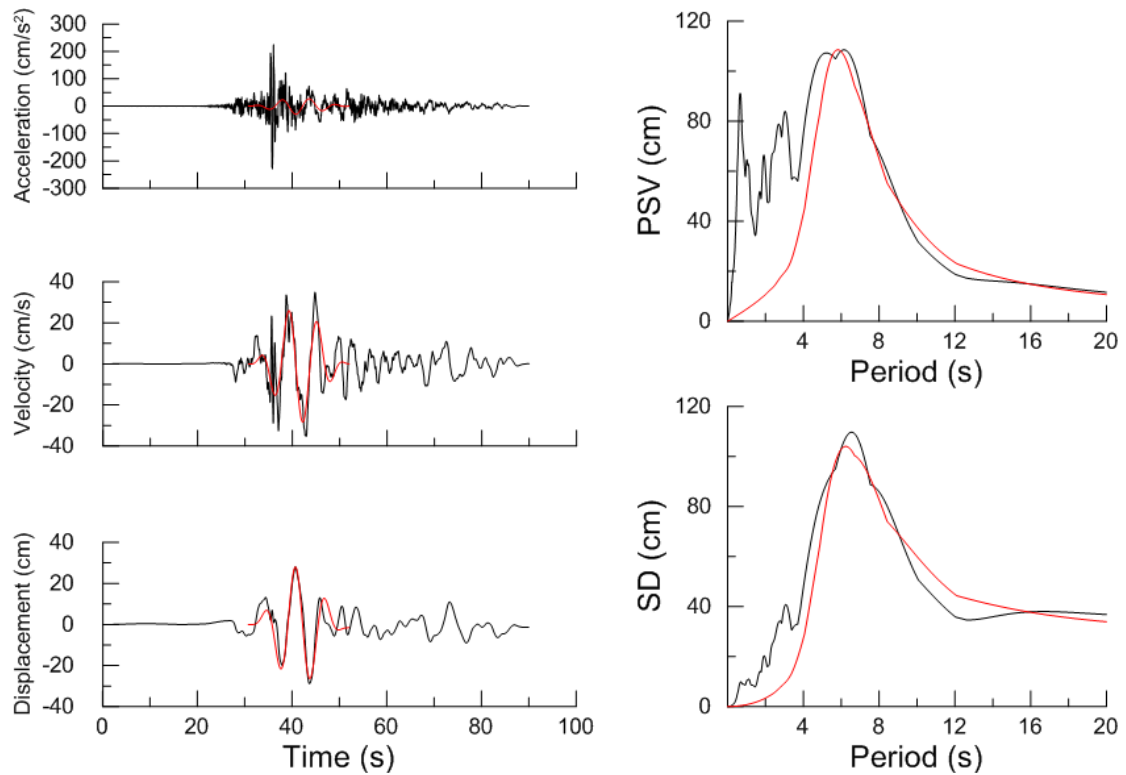 Acceleration (cm/s²)
300
200
100
0
-100
-200
-300
Velocity (cm/s)
40
20
0
-20
-40
Displacement (cm)
40
20
0
-20
-40
0 20 40 60 80 100
Time (s)
PSV (cm)
120
80
40
0
4 8 12 16 20
Period (s)
SD (cm)
120
80
40
0
4 8 12 16 20
Period (s)